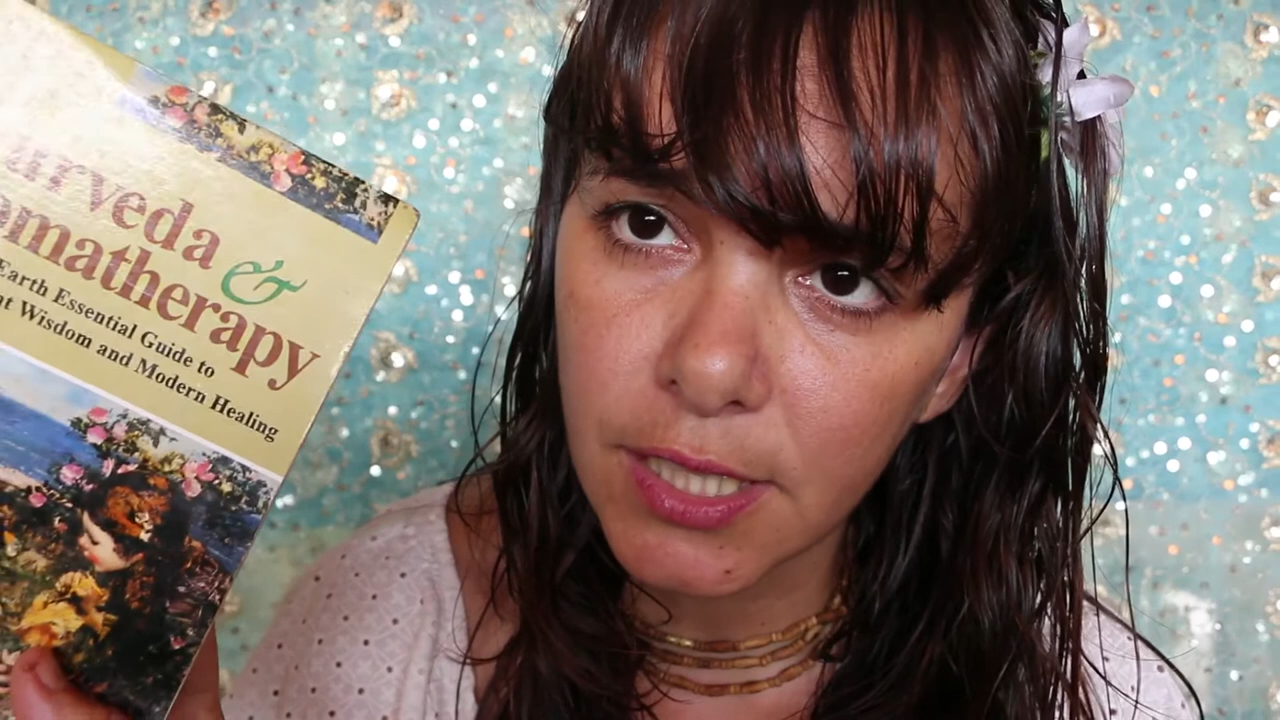 urveda &
omatherapy
Earth Essential Guide to
nt Wisdom and Modern Healing